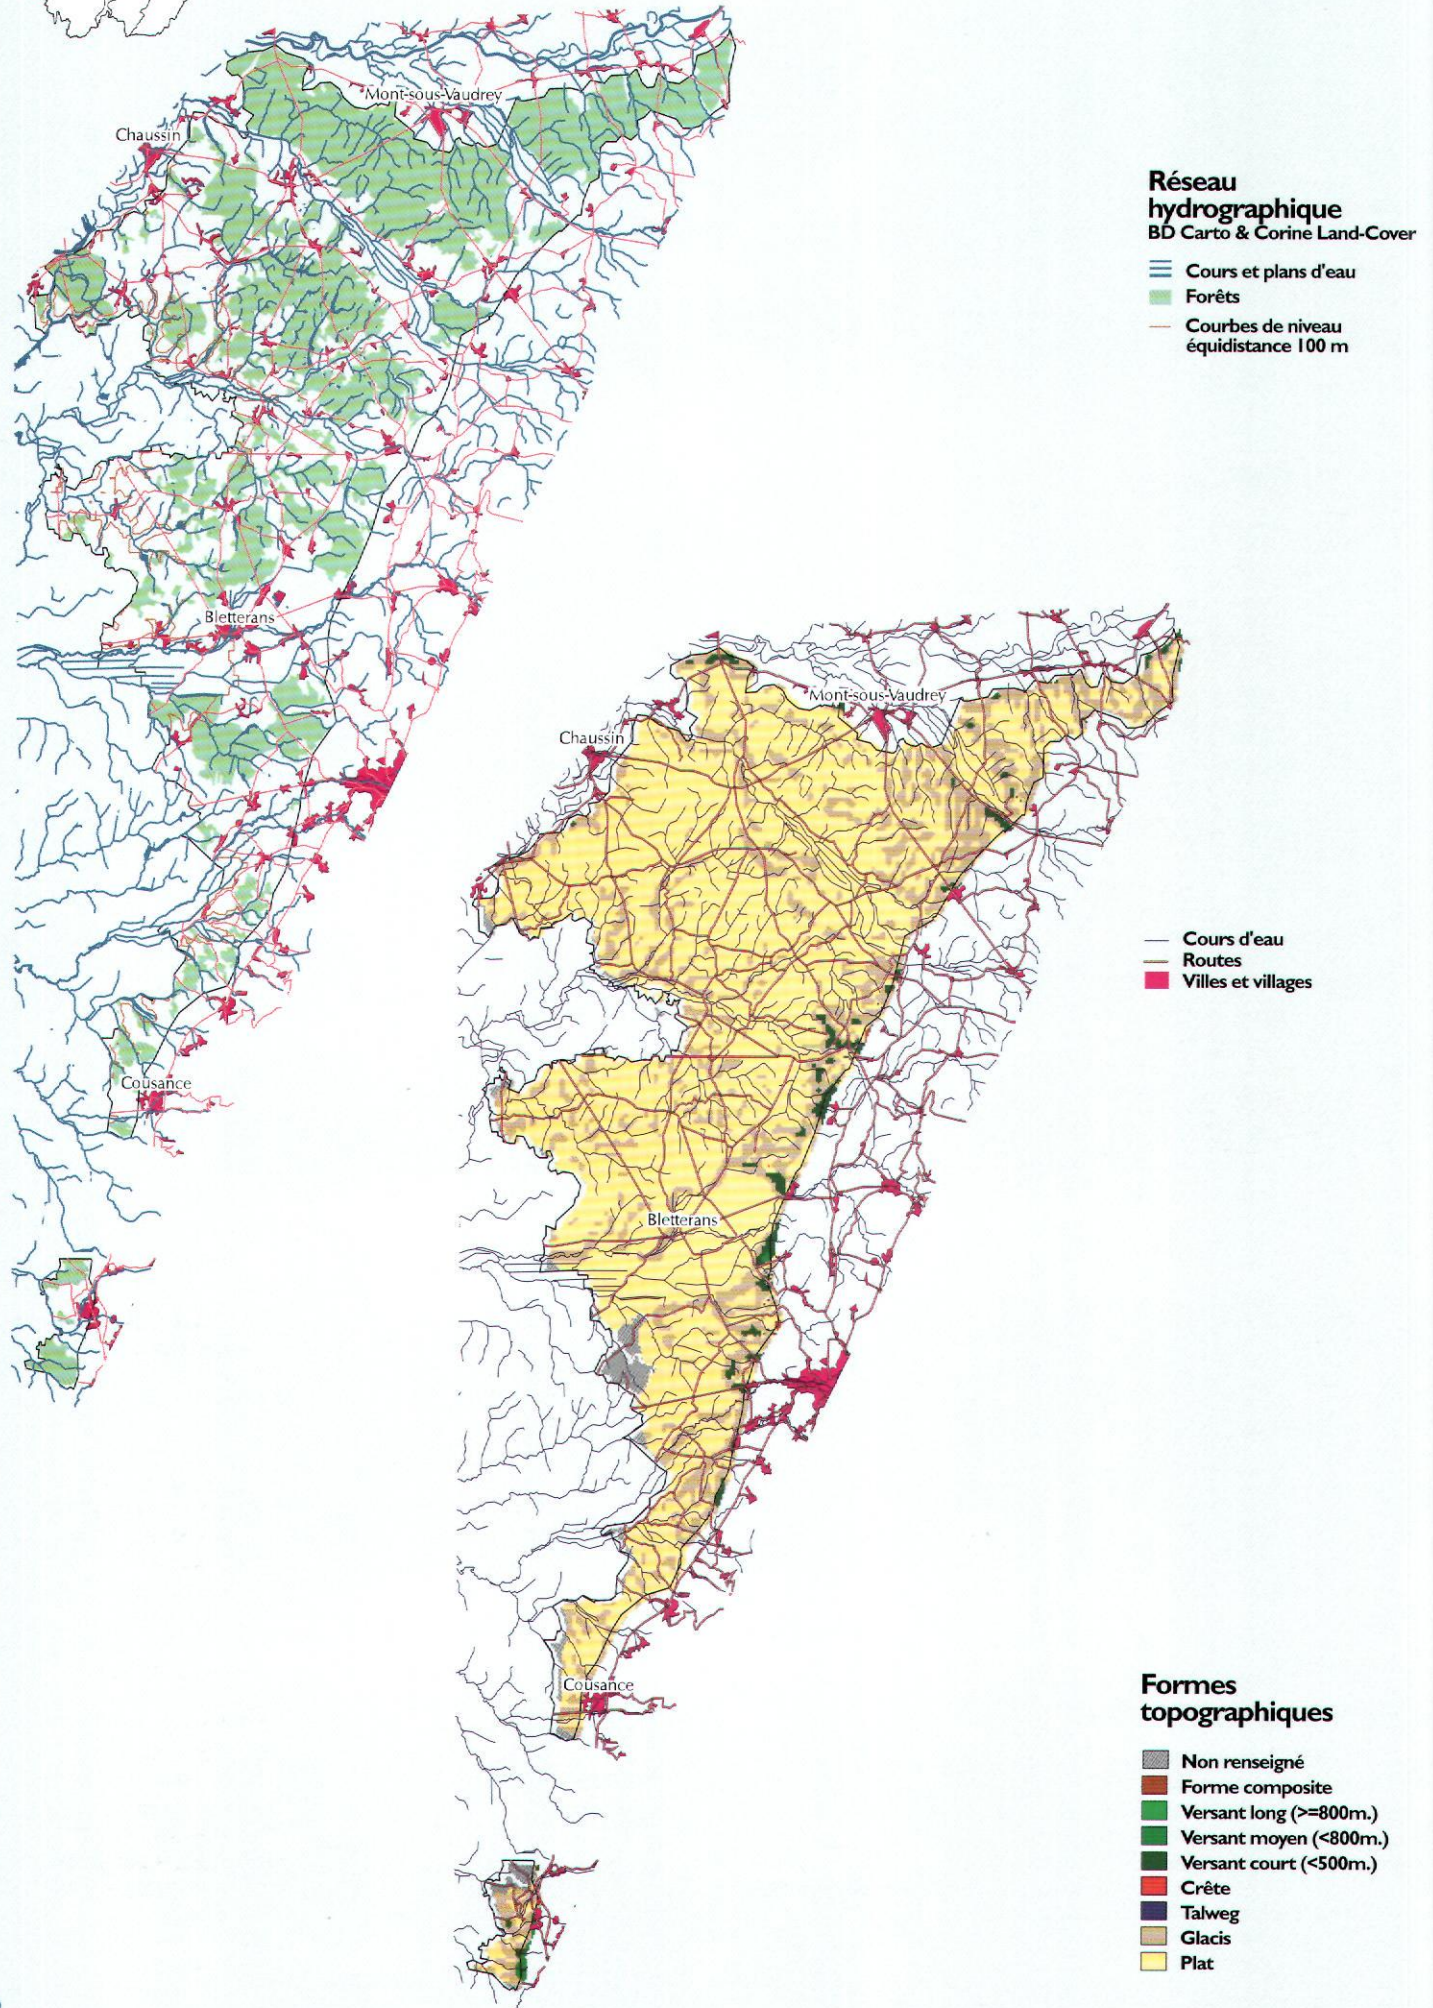 Mont-sous-Vaudrey
Chaussin
Bletterans
Cousance
Réseau
hydrographique
BD Carto & Corine Land-Cover
Cours et plans d'eau
Forêts
Courbes de niveau
équidistance 100 m
Mont-sous-Vaudrey
Chaussin
Bletterans
Cousance
Cours d'eau
Routes
Villes et villages
Formes
topographiques
Non renseigné
Forme composite
Versant long (>=800m.)
Versant moyen (<800m.)
Versant court (<500m.)
Crête
Talweg
Glacis
Plat